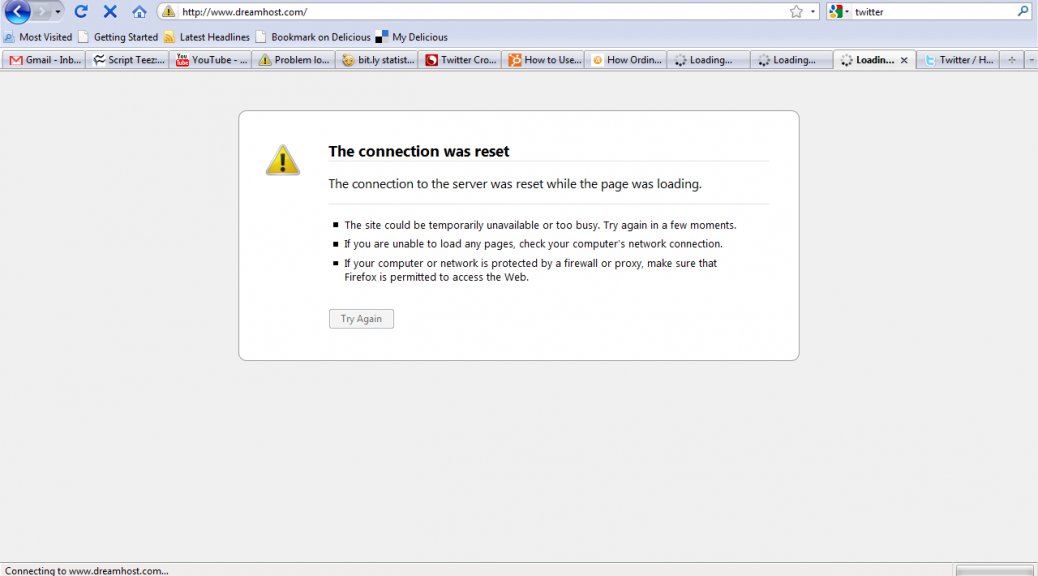 http://www.dreamhost.com/
twitter
Most Visited Getting Started Latest Headlines Bookmark on Delicious My Delicious
Gmail - Inb... Script Teez:... You Tube YouTube - ... Problem lo... bit.ly statist... Twitter Cro... How to Use... How Ordin... Loading... Loading... Loadin... Twitter / H...
The connection was reset
The connection to the server was reset while the page was loading.
The site could be temporarily unavailable or too busy. Try again in a few moments.
If you are unable to load any pages, check your computer's network connection.
If your computer or network is protected by a firewall or proxy, make sure that
Firefox is permitted to access the Web.
Try Again
Connecting to www.dreamhost.com...